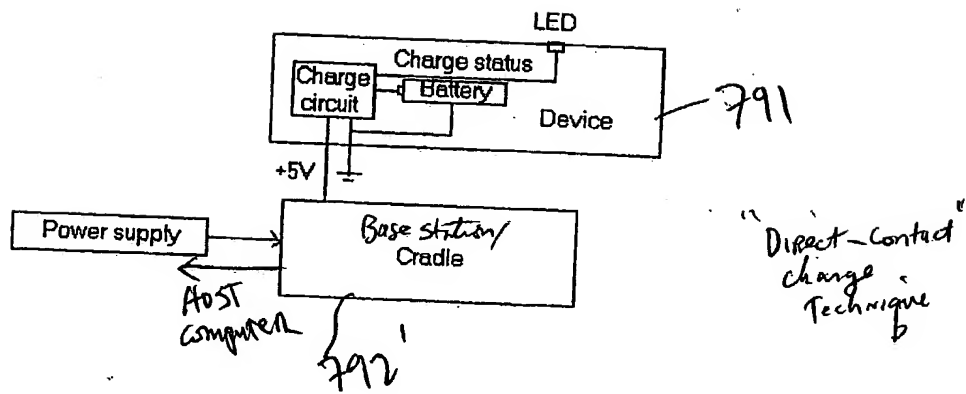 LED
Charge status
Charge
circuit
Battery
Device
791
+5V
Power supply
Base station/
Cradle
HOST
Computer
792'
"Direct-Contact"
Charge
Technique